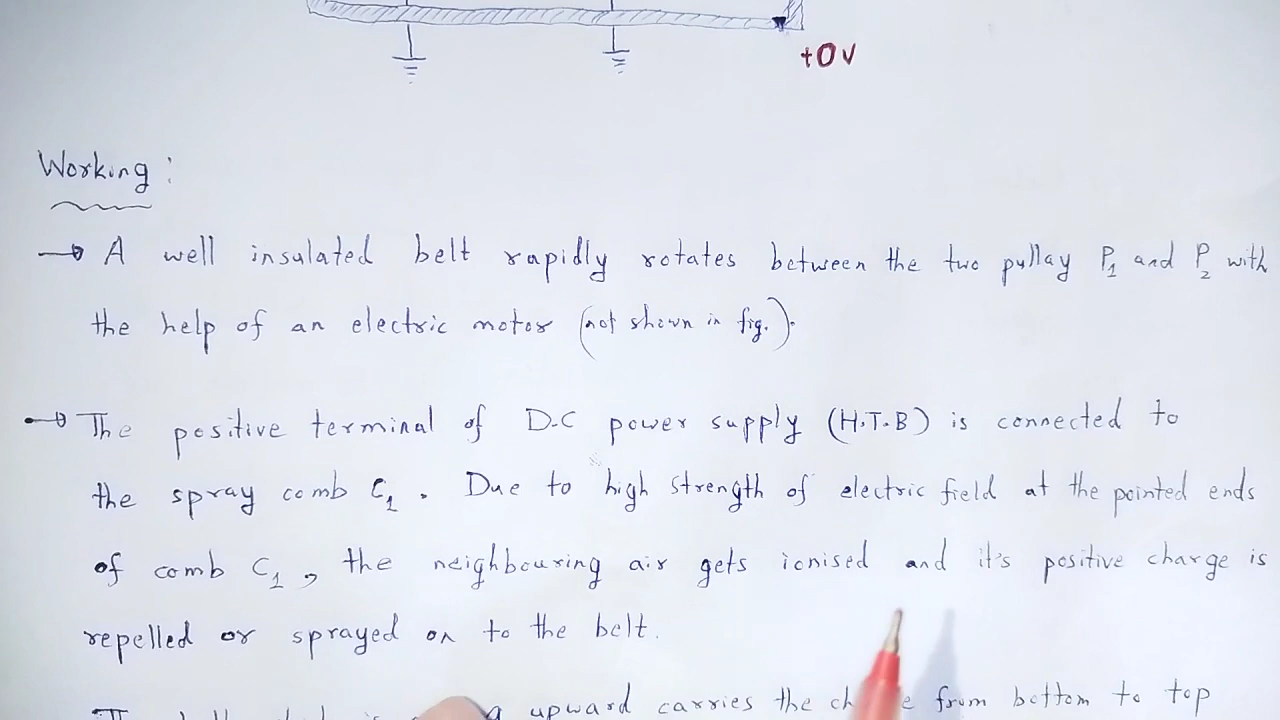 +0V
Working:
→ A well insulated belt rapidly rotates between the two pullay P₁ and P₂ with
the help of an electric motor (not shown in fig.).
→ The positive terminal of D.C power supply (H.T.B) is connected to
the spray comb C₁. Due to high strength of electric field at the pointed ends
of comb C₁, the neighbouring air gets ionised and it's positive charge is
repelled or sprayed on to the belt.
upward carries the from bottom to top